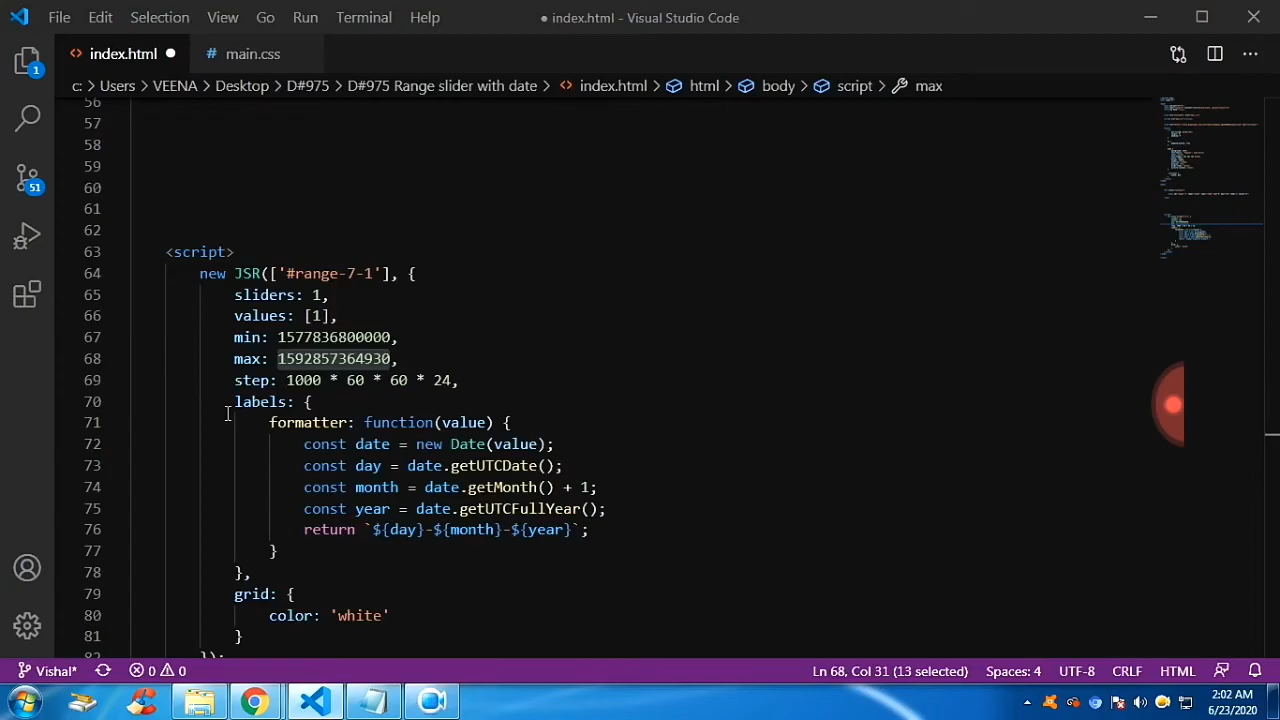 File Edit Selection View Go Run Terminal Help ● index.html - Visual Studio Code
<> index.html ● # main.css
c: > Users > VEENA > Desktop > D#975 > D#975 Range slider with date > <> index.html > html > body > script > max
56
57
58
59
60
61
62
63 <script>
64 new JSR(['#range-7-1'], {
65 sliders: 1,
66 values: [1],
67 min: 1577836800000,
68 max: 1592857364930,
69 step: 1000 * 60 * 60 * 24,
70 labels: {
71 formatter: function(value) {
72 const date = new Date(value);
73 const day = date.getUTCDate();
74 const month = date.getMonth() + 1;
75 const year = date.getUTCFullYear();
76 return `${day}-${month}-${year}`;
77 }
78 },
79 grid: {
80 color: 'white'
81 }
82 });
1
51
Vishal* 0 0 Ln 68, Col 31 (13 selected) Spaces: 4 UTF-8 CRLF HTML
2:02 AM
6/23/2020